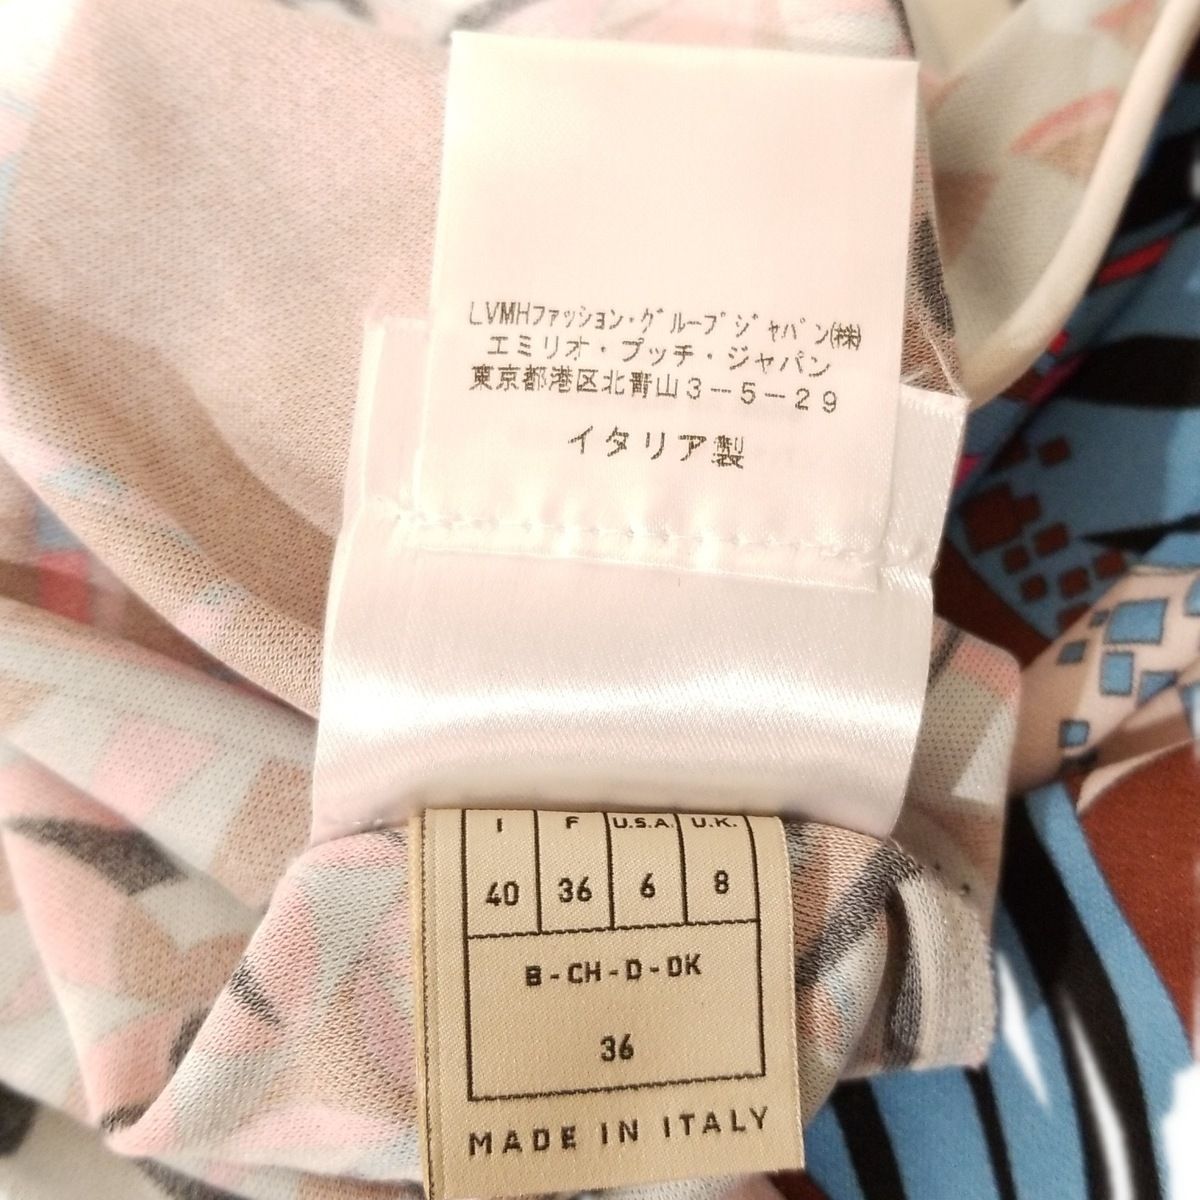 LVMHファッション・グループジャパン(株)
エミリオ・プッチ・ジャパン
東京都港区北青山3-5-29
イタリア製
I F U.S.A. U.K.
40 36 6 8
B - CH - D - DK
36
MADE IN ITALY